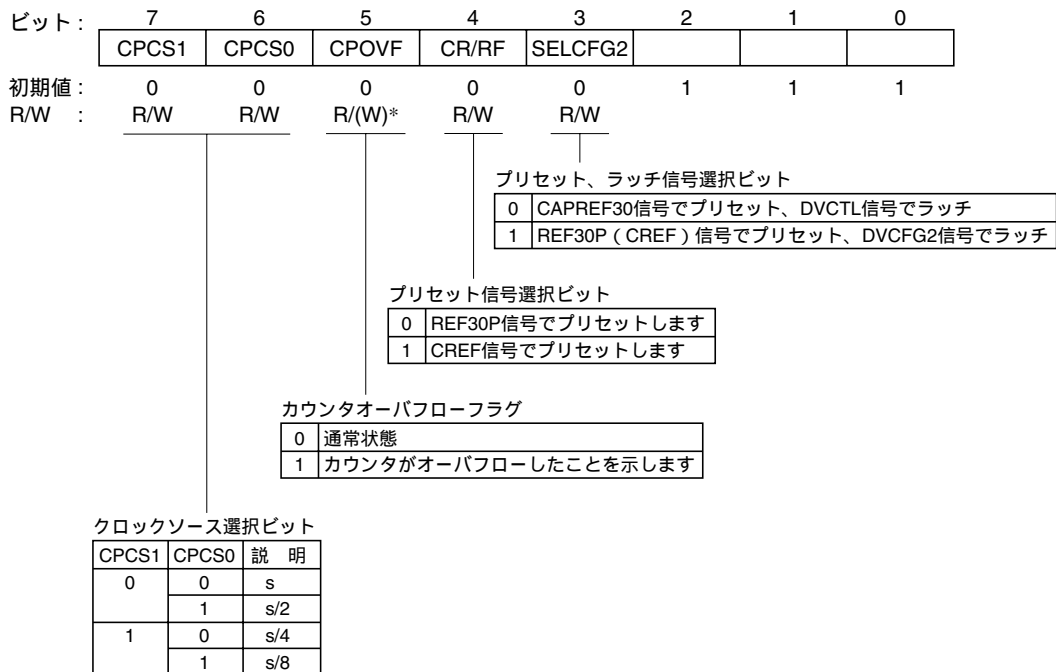 ビット: 7 6 5 4 3 2 1 0
CPCS1 CPCS0 CPOVF CR/RF SELCFG2
初期値: 0 0 0 0 0 1 1 1
R/W : R/W R/W R/(W)* R/W R/W
プリセット、ラッチ信号選択ビット
0 CAPREF30信号でプリセット、DVCTL信号でラッチ
1 REF30P(CREF)信号でプリセット、DVCFG2信号でラッチ
プリセット信号選択ビット
0 REF30P信号でプリセットします
1 CREF信号でプリセットします
カウンタオーバフローフラグ
0 通常状態
1 カウンタがオーバフローしたことを示します
クロックソース選択ビット
CPCS1 CPCS0 説 明
0 0 s
1 s/2
1 0 s/4
1 s/8